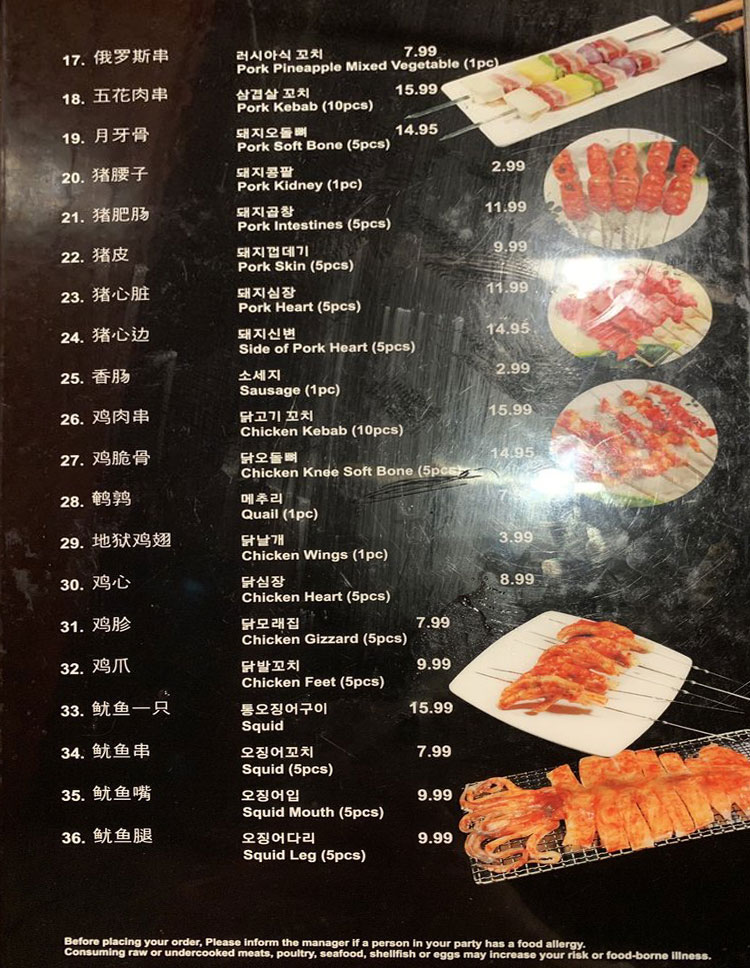 17. 俄罗斯串 러시아식 꼬치 7.99
Pork Pineapple Mixed Vegetable (1pc)
18. 五花肉串 삼겹살 꼬치 15.99
Pork Kebab (10pcs)
19. 月牙骨 돼지오돌뼈 14.95
Pork Soft Bone (5pcs)
20. 猪腰子 돼지콩팥 2.99
Pork Kidney (1pc)
21. 猪肥肠 돼지곱창 11.99
Pork Intestines (5pcs)
22. 猪皮 돼지껍데기 9.99
Pork Skin (5pcs)
23. 猪心脏 돼지심장 11.99
Pork Heart (5pcs)
24. 猪心边 돼지신변 14.95
Side of Pork Heart (5pcs)
25. 香肠 소세지 2.99
Sausage (1pc)
26. 鸡肉串 닭고기 꼬치 15.99
Chicken Kebab (10pcs)
27. 鸡脆骨 닭오돌뼈 14.95
Chicken Knee Soft Bone (5pcs)
28. 鹌鹑 메추리
Quail (1pc)
29. 地狱鸡翅 닭날개 3.99
Chicken Wings (1pc)
30. 鸡心 닭심장 8.99
Chicken Heart (5pcs)
31. 鸡胗 닭모래집 7.99
Chicken Gizzard (5pcs)
32. 鸡爪 닭발꼬치 9.99
Chicken Feet (5pcs)
33. 鱿鱼一只 통오징어구이 15.99
Squid
34. 鱿鱼串 오징어꼬치 7.99
Squid (5pcs)
35. 鱿鱼嘴 오징어입 9.99
Squid Mouth (5pcs)
36. 鱿鱼腿 오징어다리 9.99
Squid Leg (5pcs)
Before placing your order, Please inform the manager if a person in your party has a food allergy.
Consuming raw or undercooked meats, poultry, seafood, shellfish or eggs may increase your risk or food-borne illness.